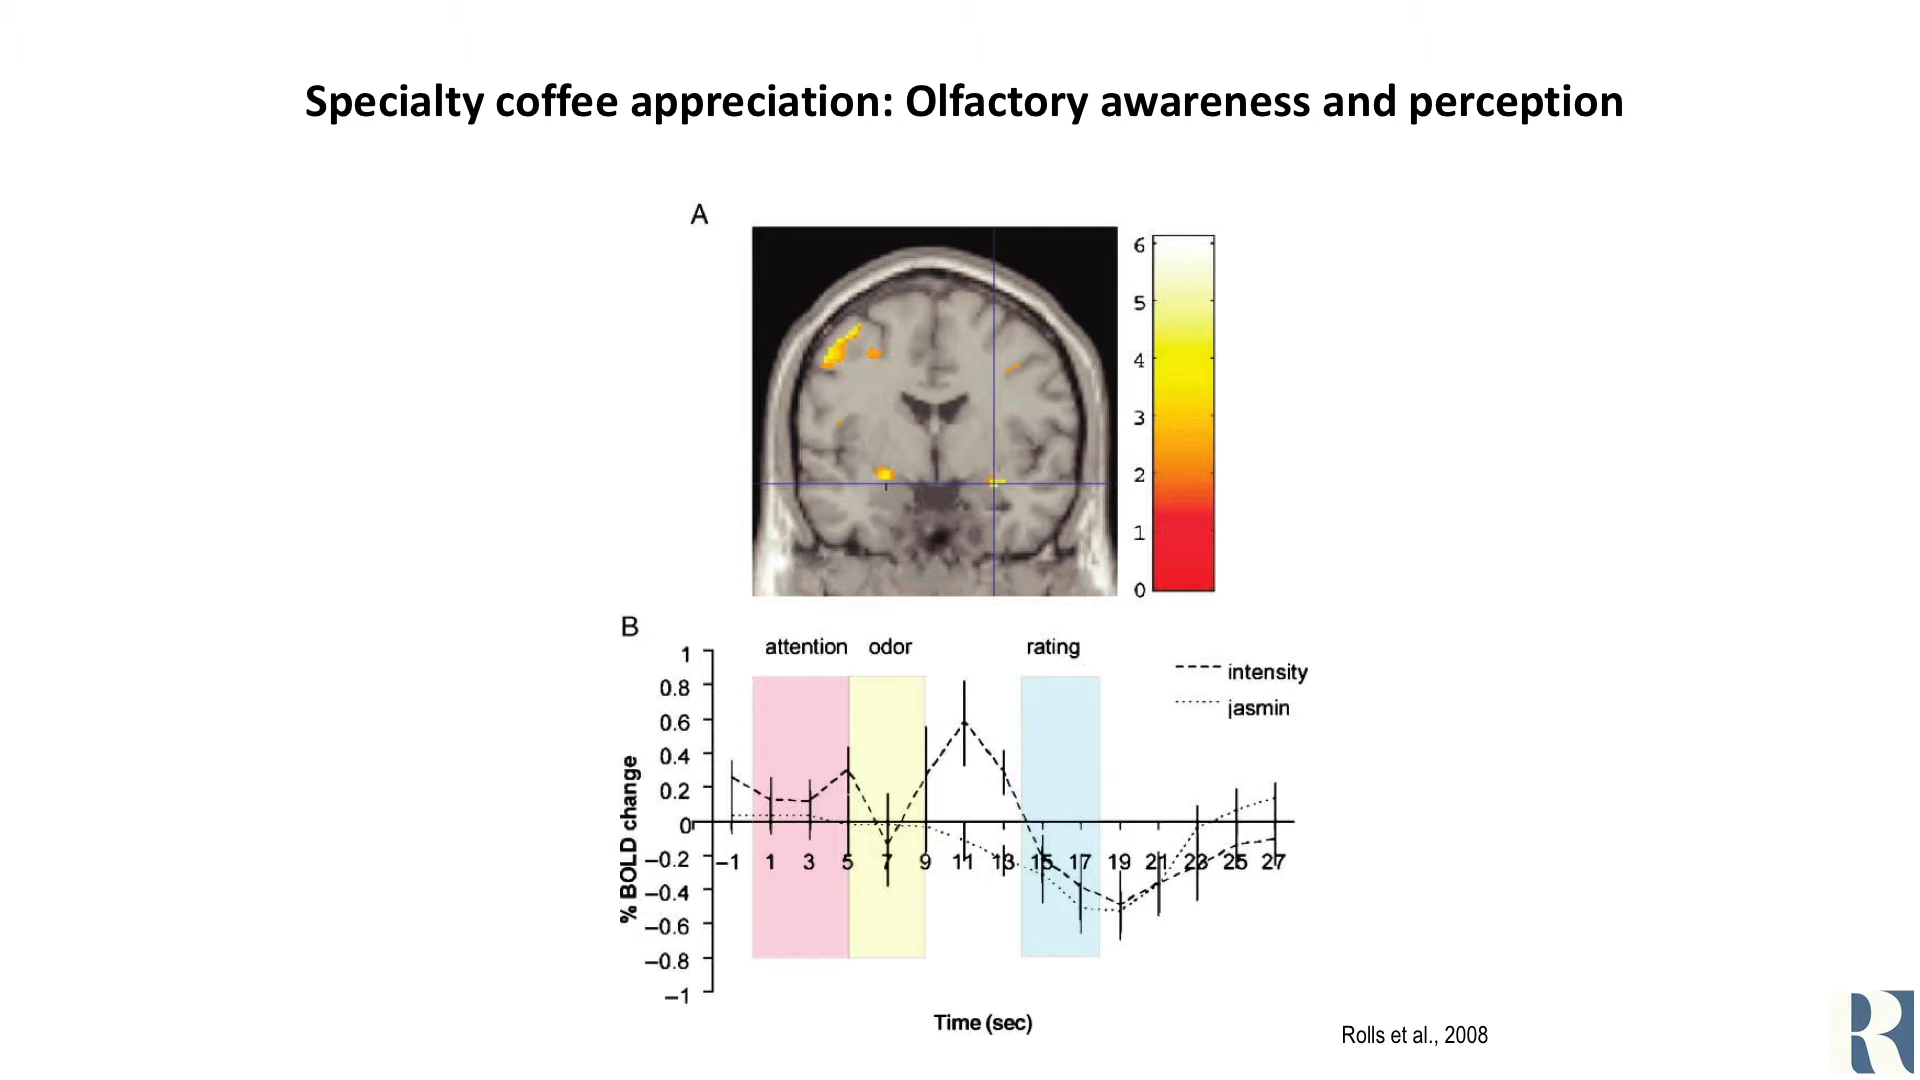 Specialty coffee appreciation: Olfactory awareness and perception
A
6
5
4
3
2
1
0
B
attention odor rating
intensity
jasmin
1
0.8
0.6
0.4
0.2
0
–0.2
–0.4
–0.6
–0.8
–1
% BOLD change
–1 1 3 5 7 9 11 13 15 17 19 21 23 25 27
Time (sec)
Rolls et al., 2008
R